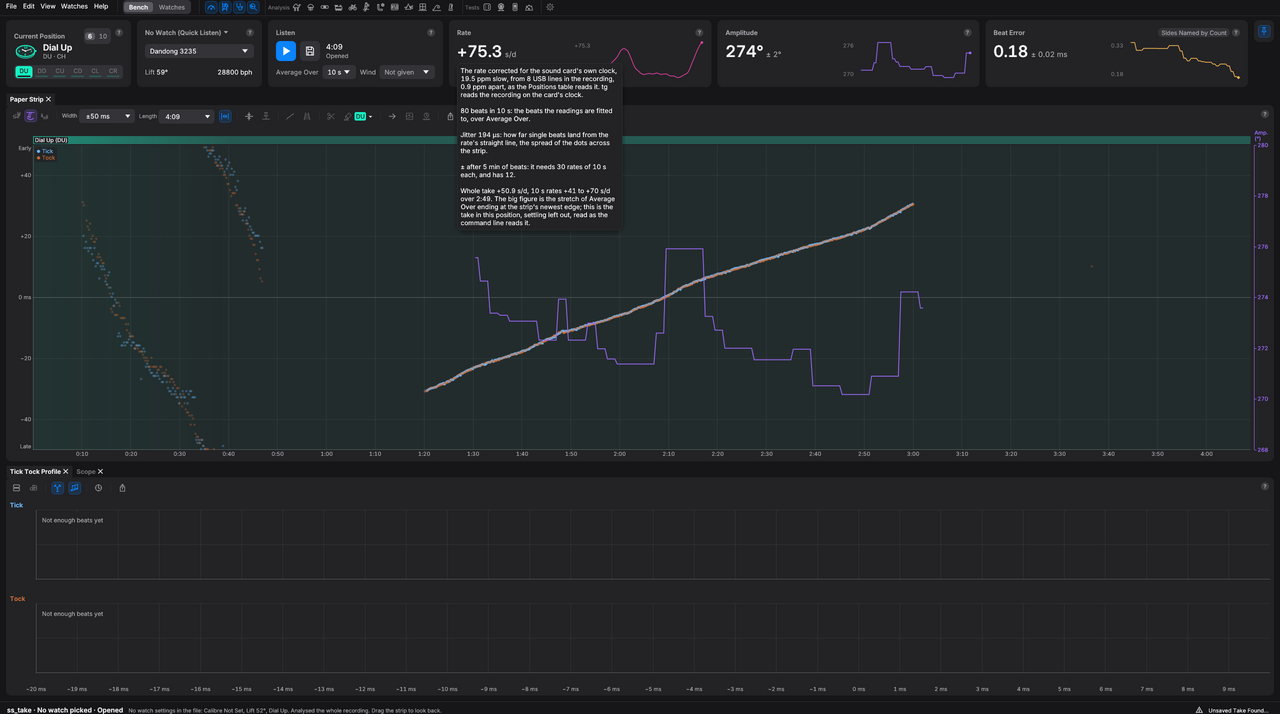 File Edit View Watches Help
Bench Watches
Analysis
Tests
Current Position
6 10
?
Dial Up
DU · CH
DU DD CU CD CL CR
No Watch (Quick Listen)
?
Dandong 3235
Lift 59°
28800 bph
Listen
?
4:09
Opened
Average Over 10 s Wind Not given
Rate
?
+75.3 s/d
+75.3
Amplitude
?
274° ± 2°
276
270
Beat Error
Sides Named by Count ?
0.18 ± 0.02 ms
0.33
0.18
The rate corrected for the sound card's own clock,
19.5 ppm slow, from 8 USB lines in the recording,
0.9 ppm apart, as the Positions table reads it. tg
reads the recording on the card's clock.
80 beats in 10 s: the beats the readings are fitted
to, over Average Over.
Jitter 194 µs: how far single beats land from the
rate's straight line, the spread of the dots across
the strip.
± after 5 min of beats: it needs 30 rates of 10 s
each, and has 12.
Whole take +50.9 s/d, 10 s rates +41 to +70 s/d
over 2:49. The big figure is the stretch of Average
Over ending at the strip's newest edge; this is the
take in this position, settling left out, read as the
command line reads it.
Paper Strip
Width ±50 ms Length 4:09
DU
?
Dial Up (DU)
Tick
Tock
Early
+40
+20
0 ms
−20
−40
Late
Amp.
(°)
280
278
276
274
272
270
268
0:10 0:20 0:30 0:40 0:50 1:00 1:10 1:20 1:30 1:40 1:50 2:00 2:10 2:20 2:30 2:40 2:50 3:00 3:10 3:20 3:30 3:40 3:50 4:00
Tick Tock Profile Scope
?
Tick
Not enough beats yet
Tock
Not enough beats yet
−20 ms −19 ms −18 ms −17 ms −16 ms −15 ms −14 ms −13 ms −12 ms −11 ms −10 ms −9 ms −8 ms −7 ms −6 ms −5 ms −4 ms −3 ms −2 ms −1 ms 0 ms 1 ms 2 ms 3 ms 4 ms 5 ms 6 ms 7 ms 8 ms 9 ms
ss_take · No watch picked · Opened No watch settings in the file: Calibre Not Set, Lift 52°, Dial Up. Analysed the whole recording. Drag the strip to look back.
Unsaved Take Found...